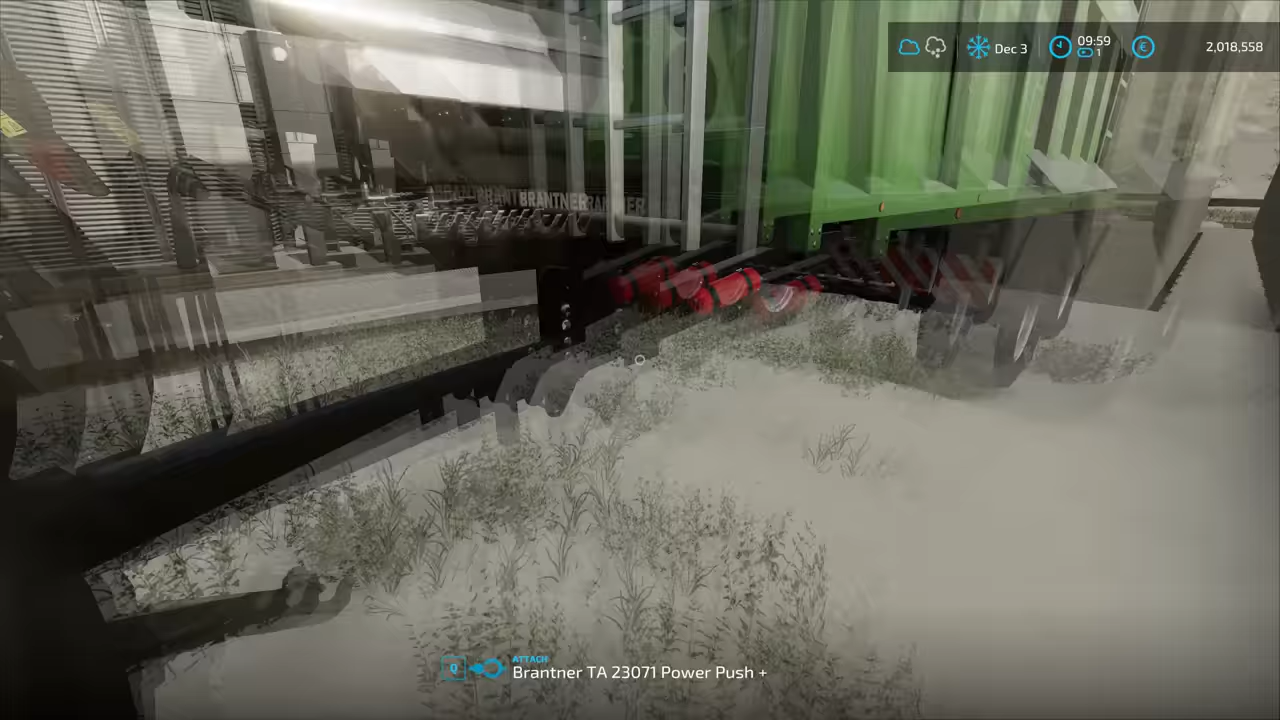 Dec 3
09:59
1
2,018,558
BRANTNER
Q
ATTACH
Brantner TA 23071 Power Push +